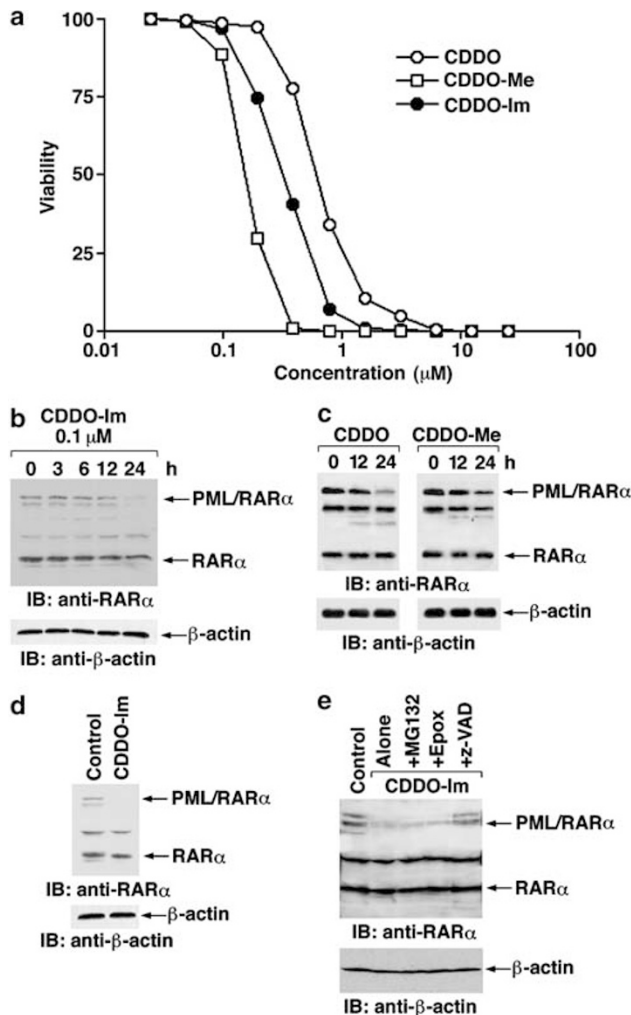 a
100
75
50
25
0
Viability
0.01 0.1 1 10 100
Concentration (μM)
CDDO
CDDO-Me
CDDO-Im
b
CDDO-Im
0.1 μM
0 3 6 12 24 h
PML/RARα
RARα
IB: anti-RARα
β-actin
IB: anti-β-actin
c
CDDO CDDO-Me
0 12 24 0 12 24 h
PML/RARα
RARα
IB: anti-RARα
β-actin
IB: anti-β-actin
d
Control
CDDO-Im
PML/RARα
RARα
IB: anti-RARα
β-actin
IB: anti-β-actin
e
Control
Alone
+MG132
+Epox
+z-VAD
CDDO-Im
PML/RARα
RARα
IB: anti-RARα
β-actin
IB: anti-β-actin